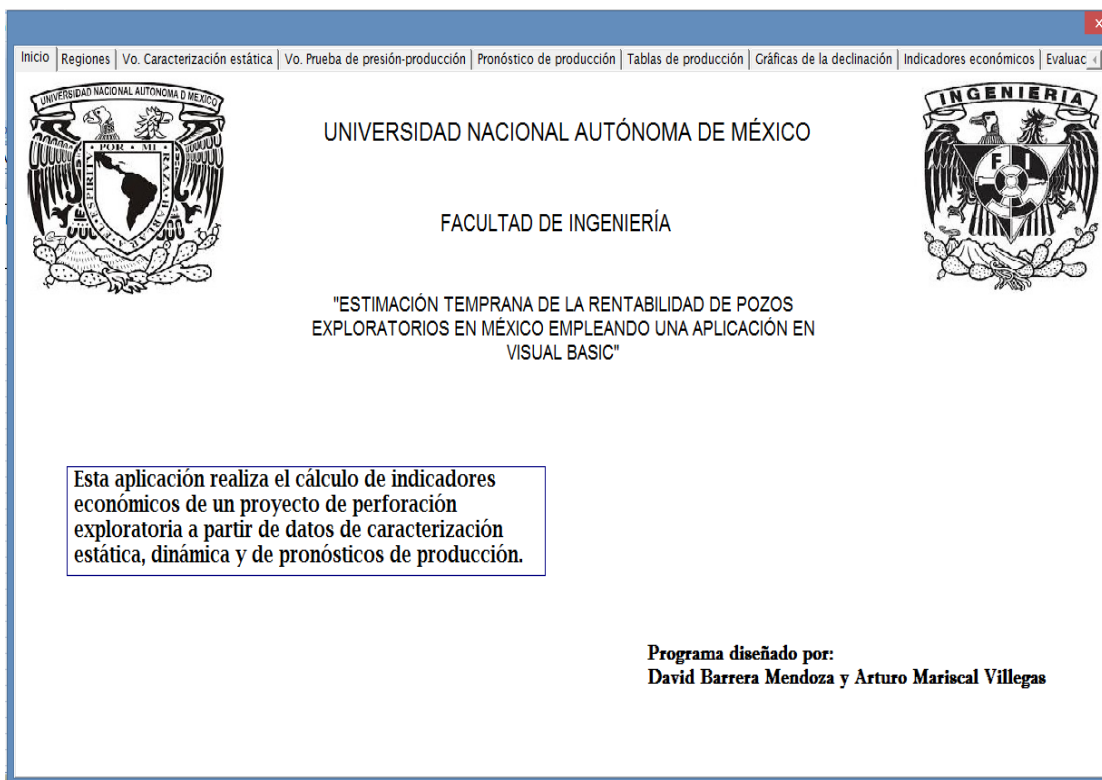 Inicio Regiones Vo. Caracterización estática Vo. Prueba de presión-producción Pronóstico de producción Tablas de producción Gráficas de la declinación Indicadores económicos Evaluac
UNIVERSIDAD NACIONAL AUTONOMA D MEXICO
INGENIERIA
POR • MI • RAZA • HABLARA • EL • ESPIRITU
F I
UNIVERSIDAD NACIONAL AUTÓNOMA DE MÉXICO
FACULTAD DE INGENIERÍA
"ESTIMACIÓN TEMPRANA DE LA RENTABILIDAD DE POZOS
EXPLORATORIOS EN MÉXICO EMPLEANDO UNA APLICACIÓN EN
VISUAL BASIC"
Esta aplicación realiza el cálculo de indicadores
económicos de un proyecto de perforación
exploratoria a partir de datos de caracterización
estática, dinámica y de pronósticos de producción.
Programa diseñado por:
David Barrera Mendoza y Arturo Mariscal Villegas